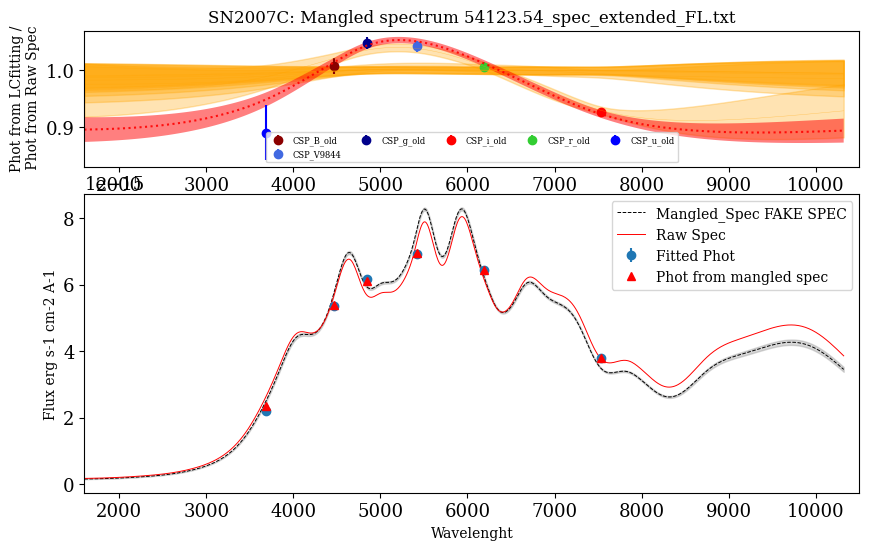 SN2007C: Mangled spectrum 54123.54_spec_extended_FL.txt
Phot from LCfitting /
Phot from Raw Spec
1.0
0.9
CSP_B_old CSP_g_old CSP_i_old CSP_r_old CSP_u_old
CSP_V9844
2000 3000 4000 5000 6000 7000 8000 9000 10000
1e−15
Mangled_Spec FAKE SPEC
Raw Spec
Fitted Phot
Phot from mangled spec
Flux erg s-1 cm-2 A-1
8
6
4
2
0
2000 3000 4000 5000 6000 7000 8000 9000 10000
Wavelenght